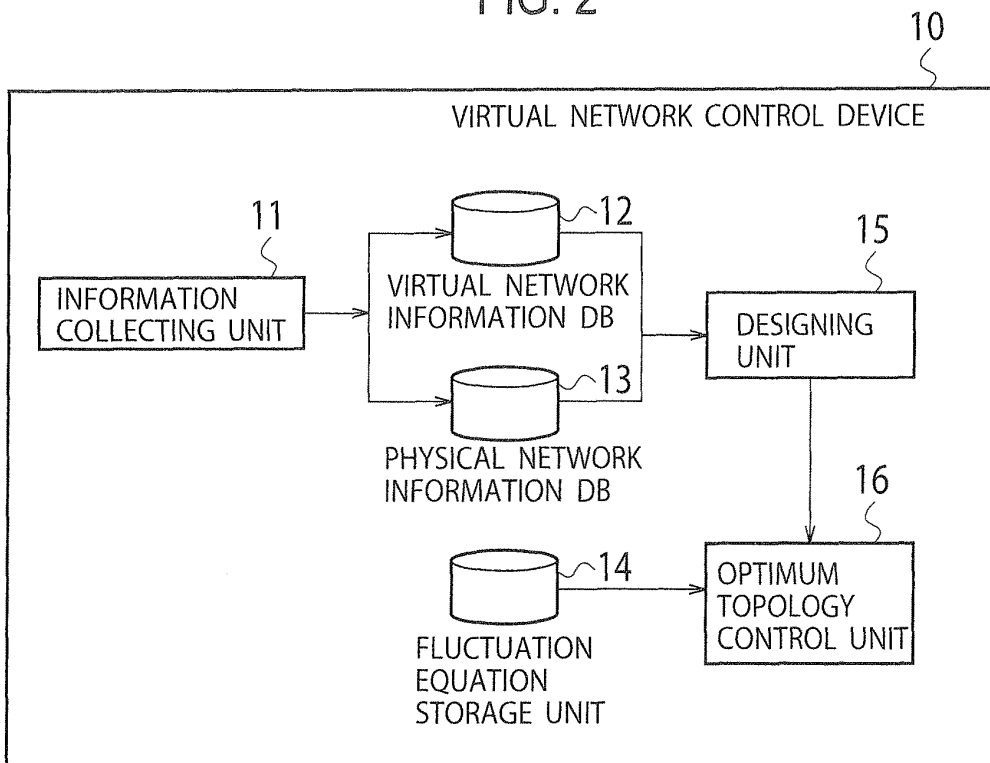 FIG. 2
10
VIRTUAL NETWORK CONTROL DEVICE
11
INFORMATION
COLLECTING UNIT
12
VIRTUAL NETWORK
INFORMATION DB
13
PHYSICAL NETWORK
INFORMATION DB
15
DESIGNING
UNIT
14
FLUCTUATION
EQUATION
STORAGE UNIT
16
OPTIMUM
TOPOLOGY
CONTROL UNIT